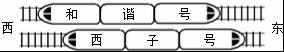 和 谐 号
西 东
西 子 号